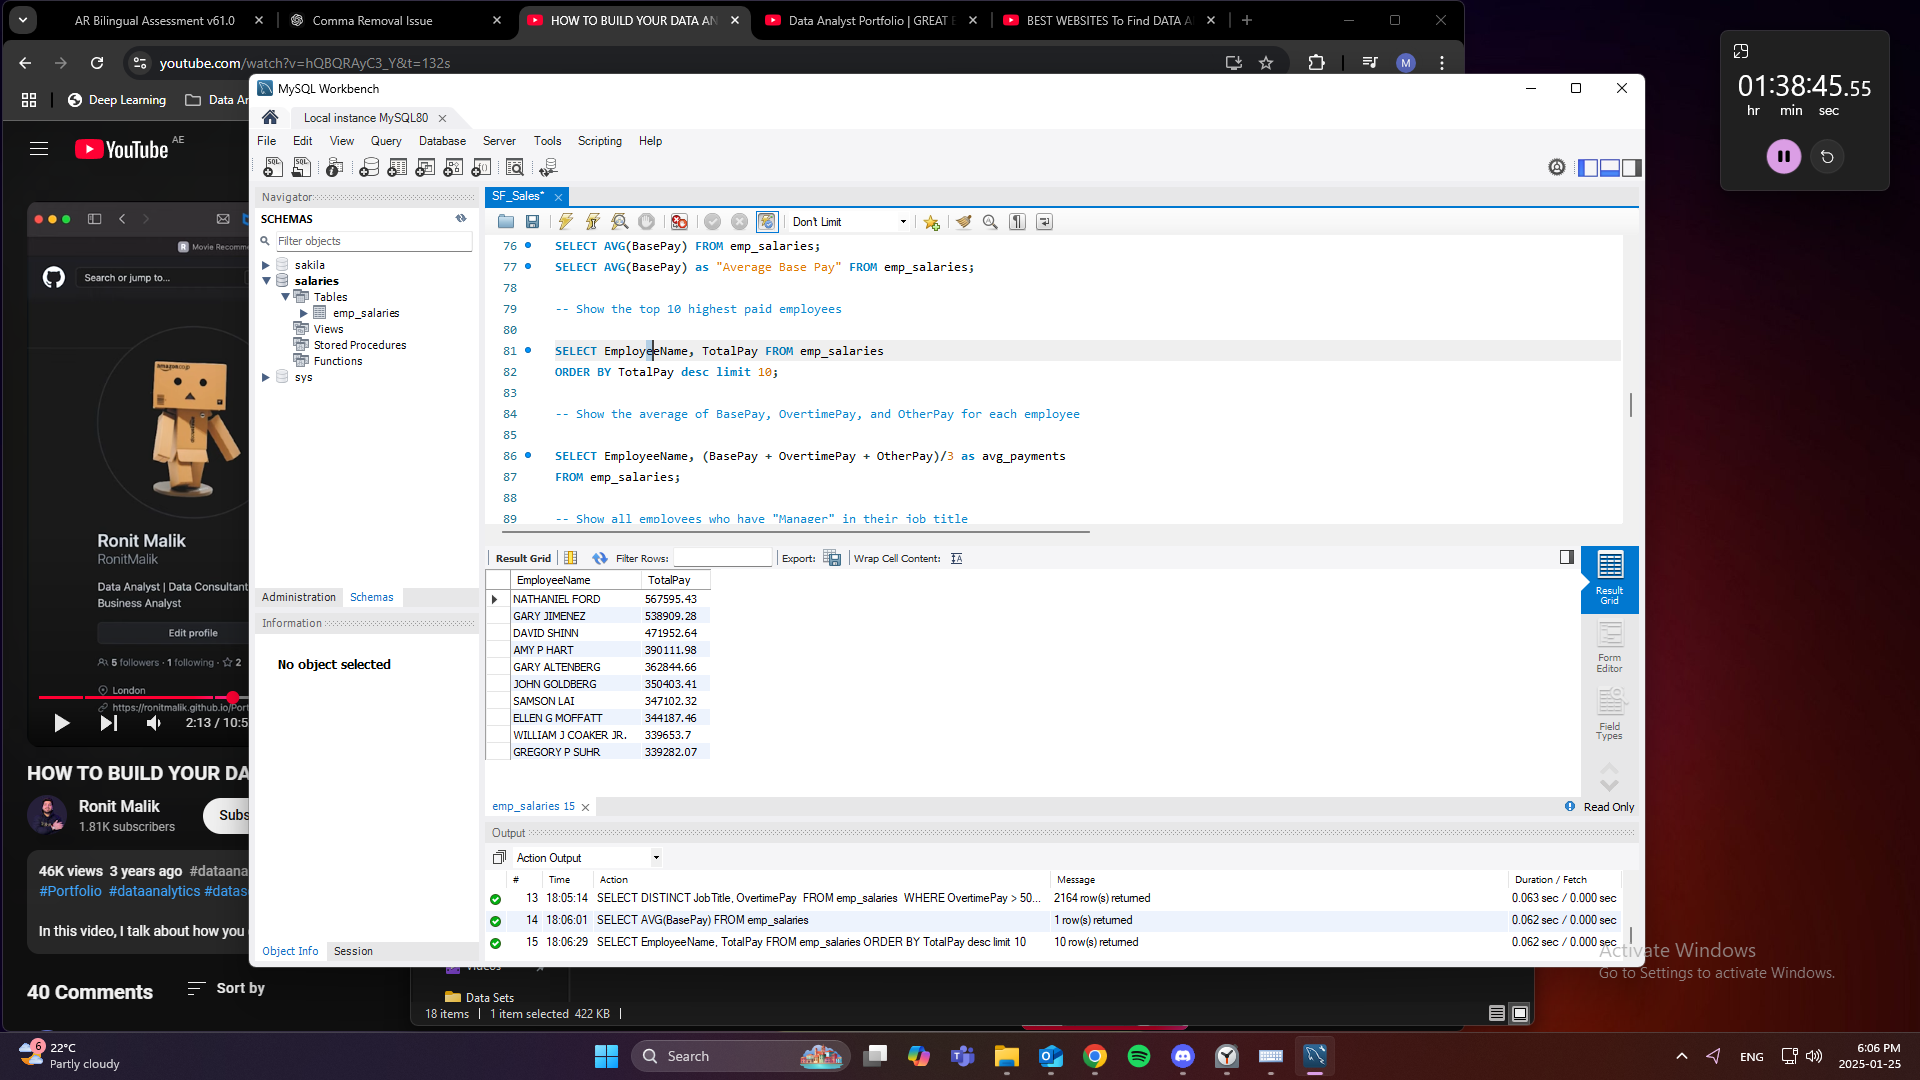 AR Bilingual Assessment v61.0
Comma Removal Issue
HOW TO BUILD YOUR DATA AN
Data Analyst Portfolio | GREAT E
BEST WEBSITES To Find DATA A
youtube.com/watch?v=hQBQRAyC3_Y&t=132s
M
Deep Learning
Data An
YouTube AE
Movie Recomm
Search or jump to...
amazon.co.jp
Ronit Malik
RonitMalik
Data Analyst | Data Consultant
Business Analyst
Edit profile
5 followers · 1 following · 2
London
https://ronitmalik.github.io/Port
2:13 / 10:5
HOW TO BUILD YOUR DA
Ronit Malik
1.81K subscribers
Subs
46K views 3 years ago #dataana
#Portfolio #dataanalytics #datas
In this video, I talk about how you
40 Comments
Sort by
MySQL Workbench
Local instance MySQL80
File Edit View Query Database Server Tools Scripting Help
Navigator
SCHEMAS
Filter objects
sakila
salaries
Tables
emp_salaries
Views
Stored Procedures
Functions
sys
Administration Schemas
Information
No object selected
Object Info Session
SF_Sales*
Don't Limit
76 SELECT AVG(BasePay) FROM emp_salaries;
77 SELECT AVG(BasePay) as "Average Base Pay" FROM emp_salaries;
78
79 -- Show the top 10 highest paid employees
80
81 SELECT EmployeeName, TotalPay FROM emp_salaries
82 ORDER BY TotalPay desc limit 10;
83
84 -- Show the average of BasePay, OvertimePay, and OtherPay for each employee
85
86 SELECT EmployeeName, (BasePay + OvertimePay + OtherPay)/3 as avg_payments
87 FROM emp_salaries;
88
89 -- Show all employees who have "Manager" in their job title
Result Grid Filter Rows: Export: Wrap Cell Content:
EmployeeName TotalPay
NATHANIEL FORD 567595.43
GARY JIMENEZ 538909.28
DAVID SHINN 471952.64
AMY P HART 390111.98
GARY ALTENBERG 362844.66
JOHN GOLDBERG 350403.41
SAMSON LAI 347102.32
ELLEN G MOFFATT 344187.46
WILLIAM J COAKER JR. 339653.7
GREGORY P SUHR 339282.07
Result
Grid
Form
Editor
Field
Types
emp_salaries 15
Read Only
Output
Action Output
# Time Action Message Duration / Fetch
13 18:05:14 SELECT DISTINCT JobTitle, OvertimePay FROM emp_salaries WHERE OvertimePay > 50... 2164 row(s) returned 0.063 sec / 0.000 sec
14 18:06:01 SELECT AVG(BasePay) FROM emp_salaries 1 row(s) returned 0.062 sec / 0.000 sec
15 18:06:29 SELECT EmployeeName, TotalPay FROM emp_salaries ORDER BY TotalPay desc limit 10 10 row(s) returned 0.062 sec / 0.000 sec
Videos
Data Sets
18 items | 1 item selected 422 KB |
01:38:45.55
hr min sec
Activate Windows
Go to Settings to activate Windows.
6
22°C
Partly cloudy
Search
ENG
6:06 PM
2025-01-25